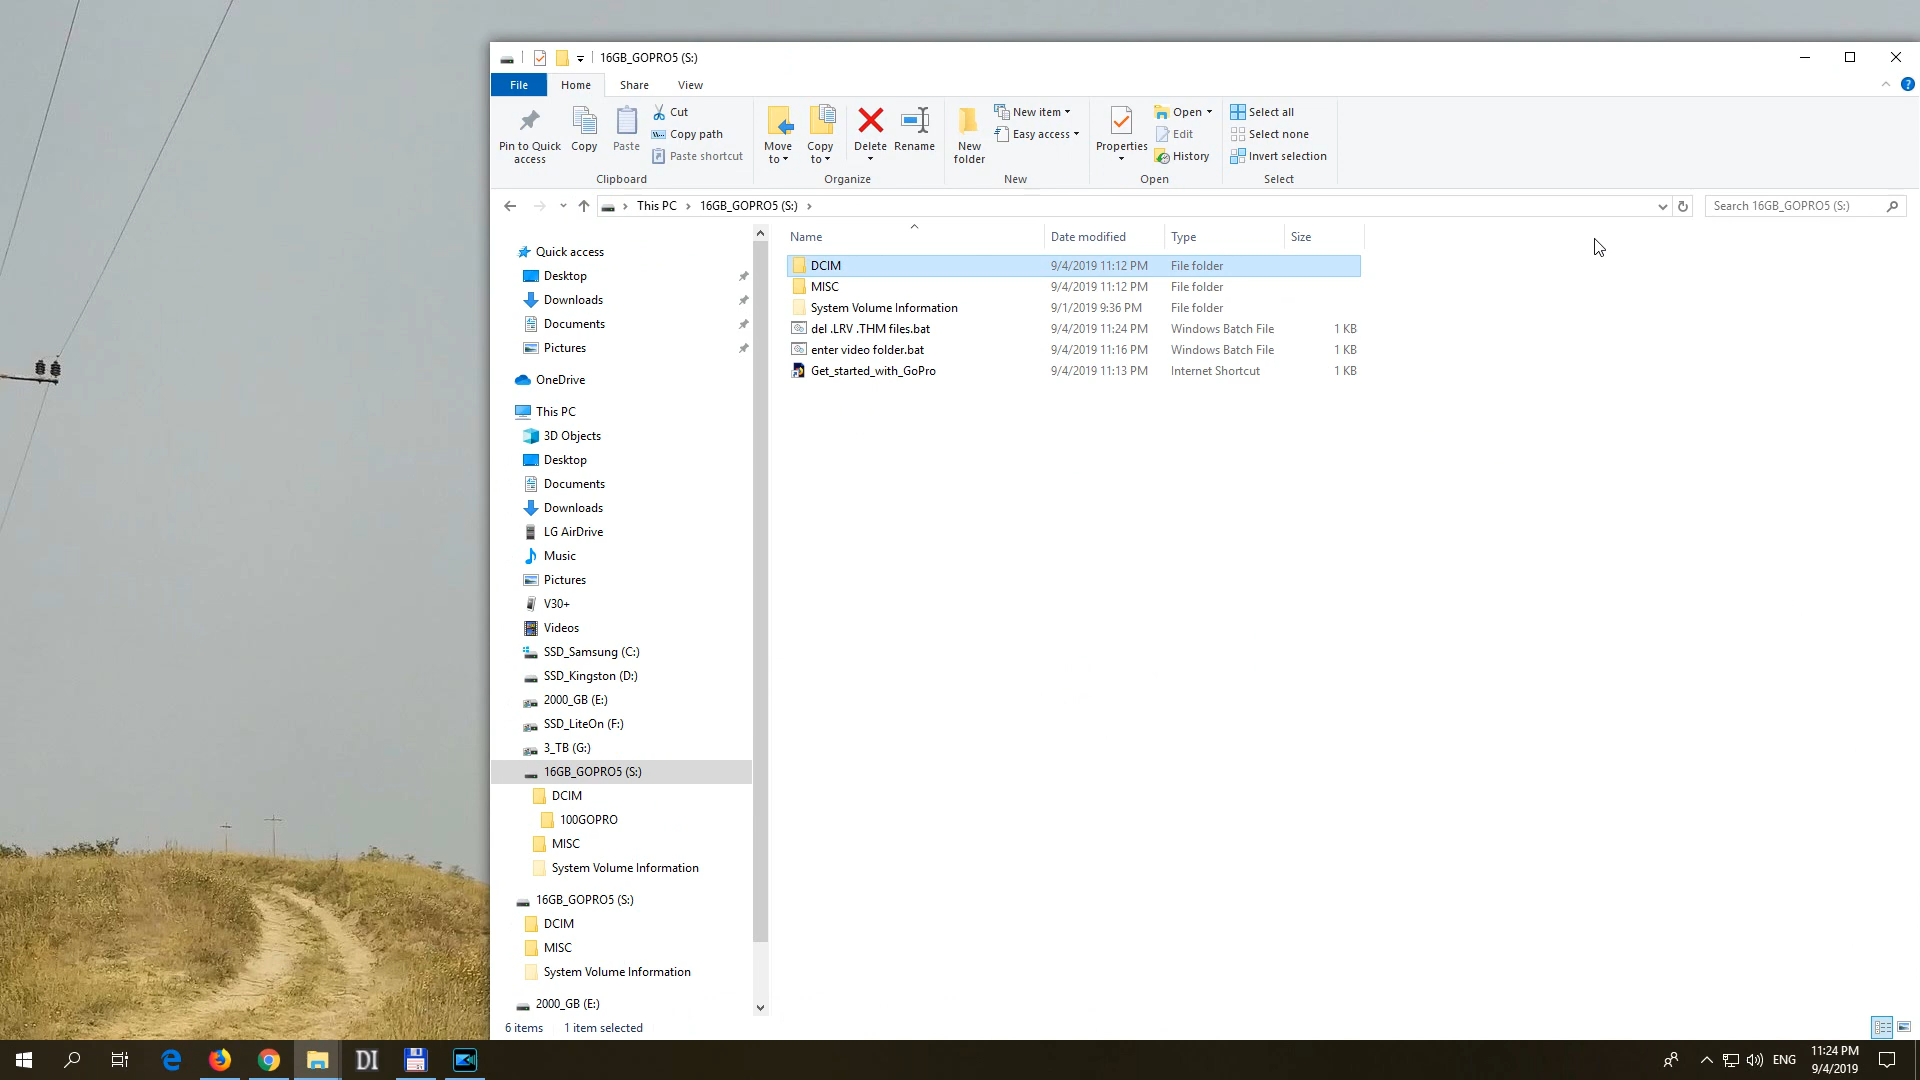 16GB_GOPRO5 (S:)
File Home Share View
Pin to Quick access
Copy
Paste
Cut
Copy path
Paste shortcut
Clipboard
Move to
Copy to
Delete
Rename
Organize
New folder
New item
Easy access
New
Properties
Open
Edit
History
Open
Select all
Select none
Invert selection
Select
This PC 16GB_GOPRO5 (S:)
Search 16GB_GOPRO5 (S:)
Quick access
Desktop
Downloads
Documents
Pictures
OneDrive
This PC
3D Objects
Desktop
Documents
Downloads
LG AirDrive
Music
Pictures
V30+
Videos
SSD_Samsung (C:)
SSD_Kingston (D:)
2000_GB (E:)
SSD_LiteOn (F:)
3_TB (G:)
16GB_GOPRO5 (S:)
DCIM
100GOPRO
MISC
System Volume Information
16GB_GOPRO5 (S:)
DCIM
MISC
System Volume Information
2000_GB (E:)
Name Date modified Type Size
DCIM 9/4/2019 11:12 PM File folder
MISC 9/4/2019 11:12 PM File folder
System Volume Information 9/1/2019 9:36 PM File folder
del .LRV .THM files.bat 9/4/2019 11:24 PM Windows Batch File 1 KB
enter video folder.bat 9/4/2019 11:16 PM Windows Batch File 1 KB
Get_started_with_GoPro 9/4/2019 11:13 PM Internet Shortcut 1 KB
6 items 1 item selected
DI
ENG
11:24 PM
9/4/2019